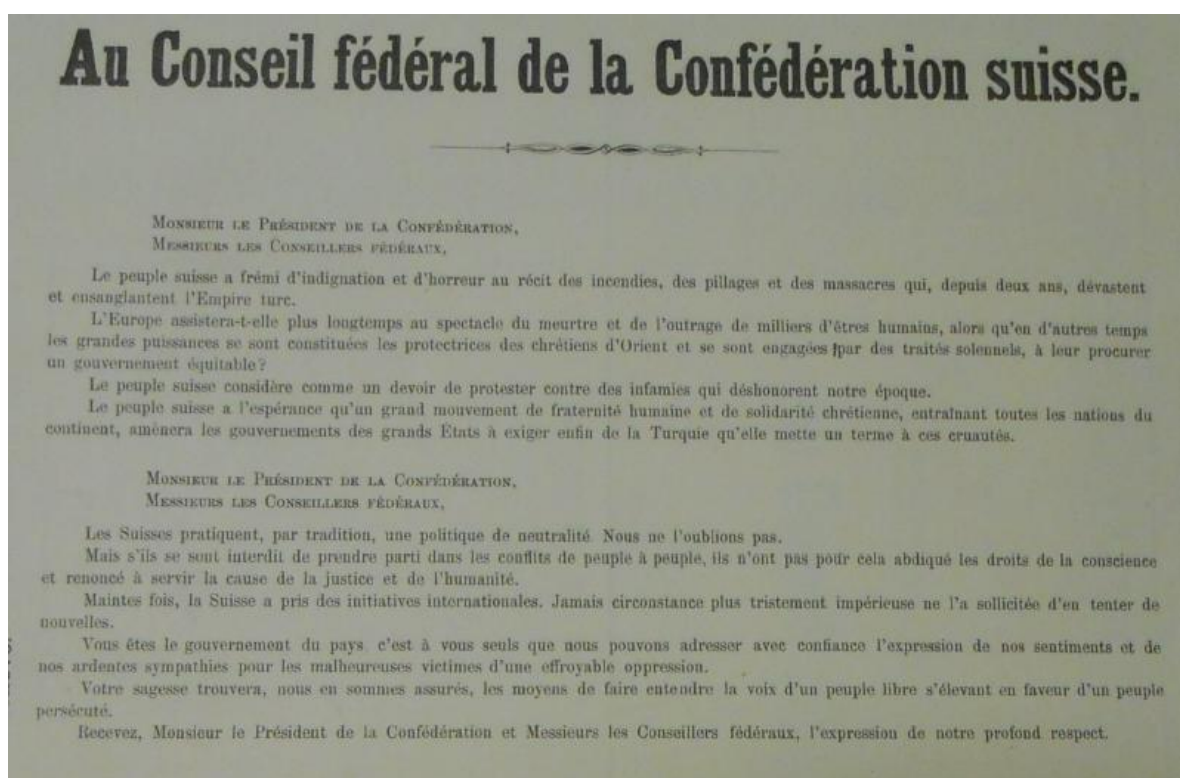 Au Conseil fédéral de la Confédération suisse.
Monsieur le Président de la Confédération,
Messieurs les Conseillers fédéraux,
Le peuple suisse a frémi d'indignation et d'horreur au récit des incendies, des pillages et des massacres qui, depuis deux ans, dévastent
et ensanglantent l'Empire turc.
L'Europe assistera-t-elle plus longtemps au spectacle du meurtre et de l'outrage de milliers d'êtres humains, alors qu'en d'autres temps
les grandes puissances se sont constituées les protectrices des chrétiens d'Orient et se sont engagées par des traités solennels, à leur procurer
un gouvernement équitable?
Le peuple suisse considère comme un devoir de protester contre des infamies qui déshonorent notre époque.
Le peuple suisse a l'espérance qu'un grand mouvement de fraternité humaine et de solidarité chrétienne, entraînant toutes les nations du
continent, amènera les gouvernements des grands Etats à exiger enfin de la Turquie qu'elle mette un terme à ces cruautés.
Monsieur le Président de la Confédération,
Messieurs les Conseillers fédéraux,
Les Suisses pratiquent, par tradition, une politique de neutralité. Nous ne l'oublions pas.
Mais s'ils se sont interdit de prendre parti dans les conflits de peuple à peuple, ils n'ont pas pour cela abdiqué les droits de la conscience
et renoncé à servir la cause de la justice et de l'humanité.
Maintes fois, la Suisse a pris des initiatives internationales. Jamais circonstance plus tristement impérieuse ne l'a sollicitée d'en tenter de
nouvelles.
Vous êtes le gouvernement du pays c'est à vous seuls que nous pouvons adresser avec confiance l'expression de nos sentiments et de
nos ardentes sympathies pour les malheureuses victimes d'une effroyable oppression.
Votre sagesse trouvera, nous en sommes assurés, les moyens de faire entendre la voix d'un peuple libre s'élevant en faveur d'un peuple
persécuté.
Recevez, Monsieur le Président de la Confédération et Messieurs les Conseillers fédéraux, l'expression de notre profond respect.